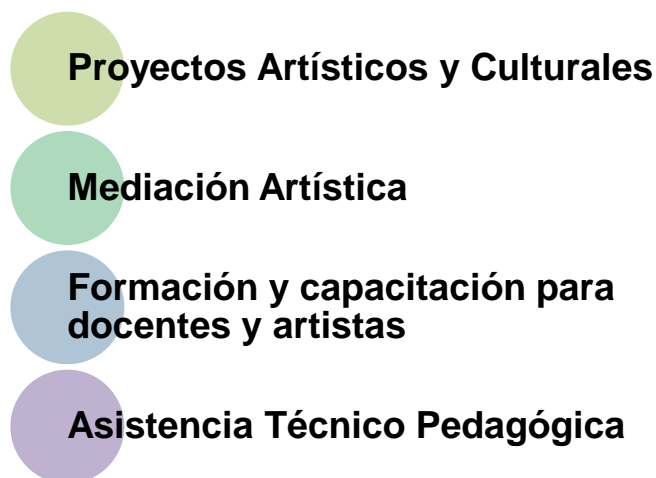 Proyectos Artísticos y Culturales
Mediación Artística
Formación y capacitación para
docentes y artistas
Asistencia Técnico Pedagógica